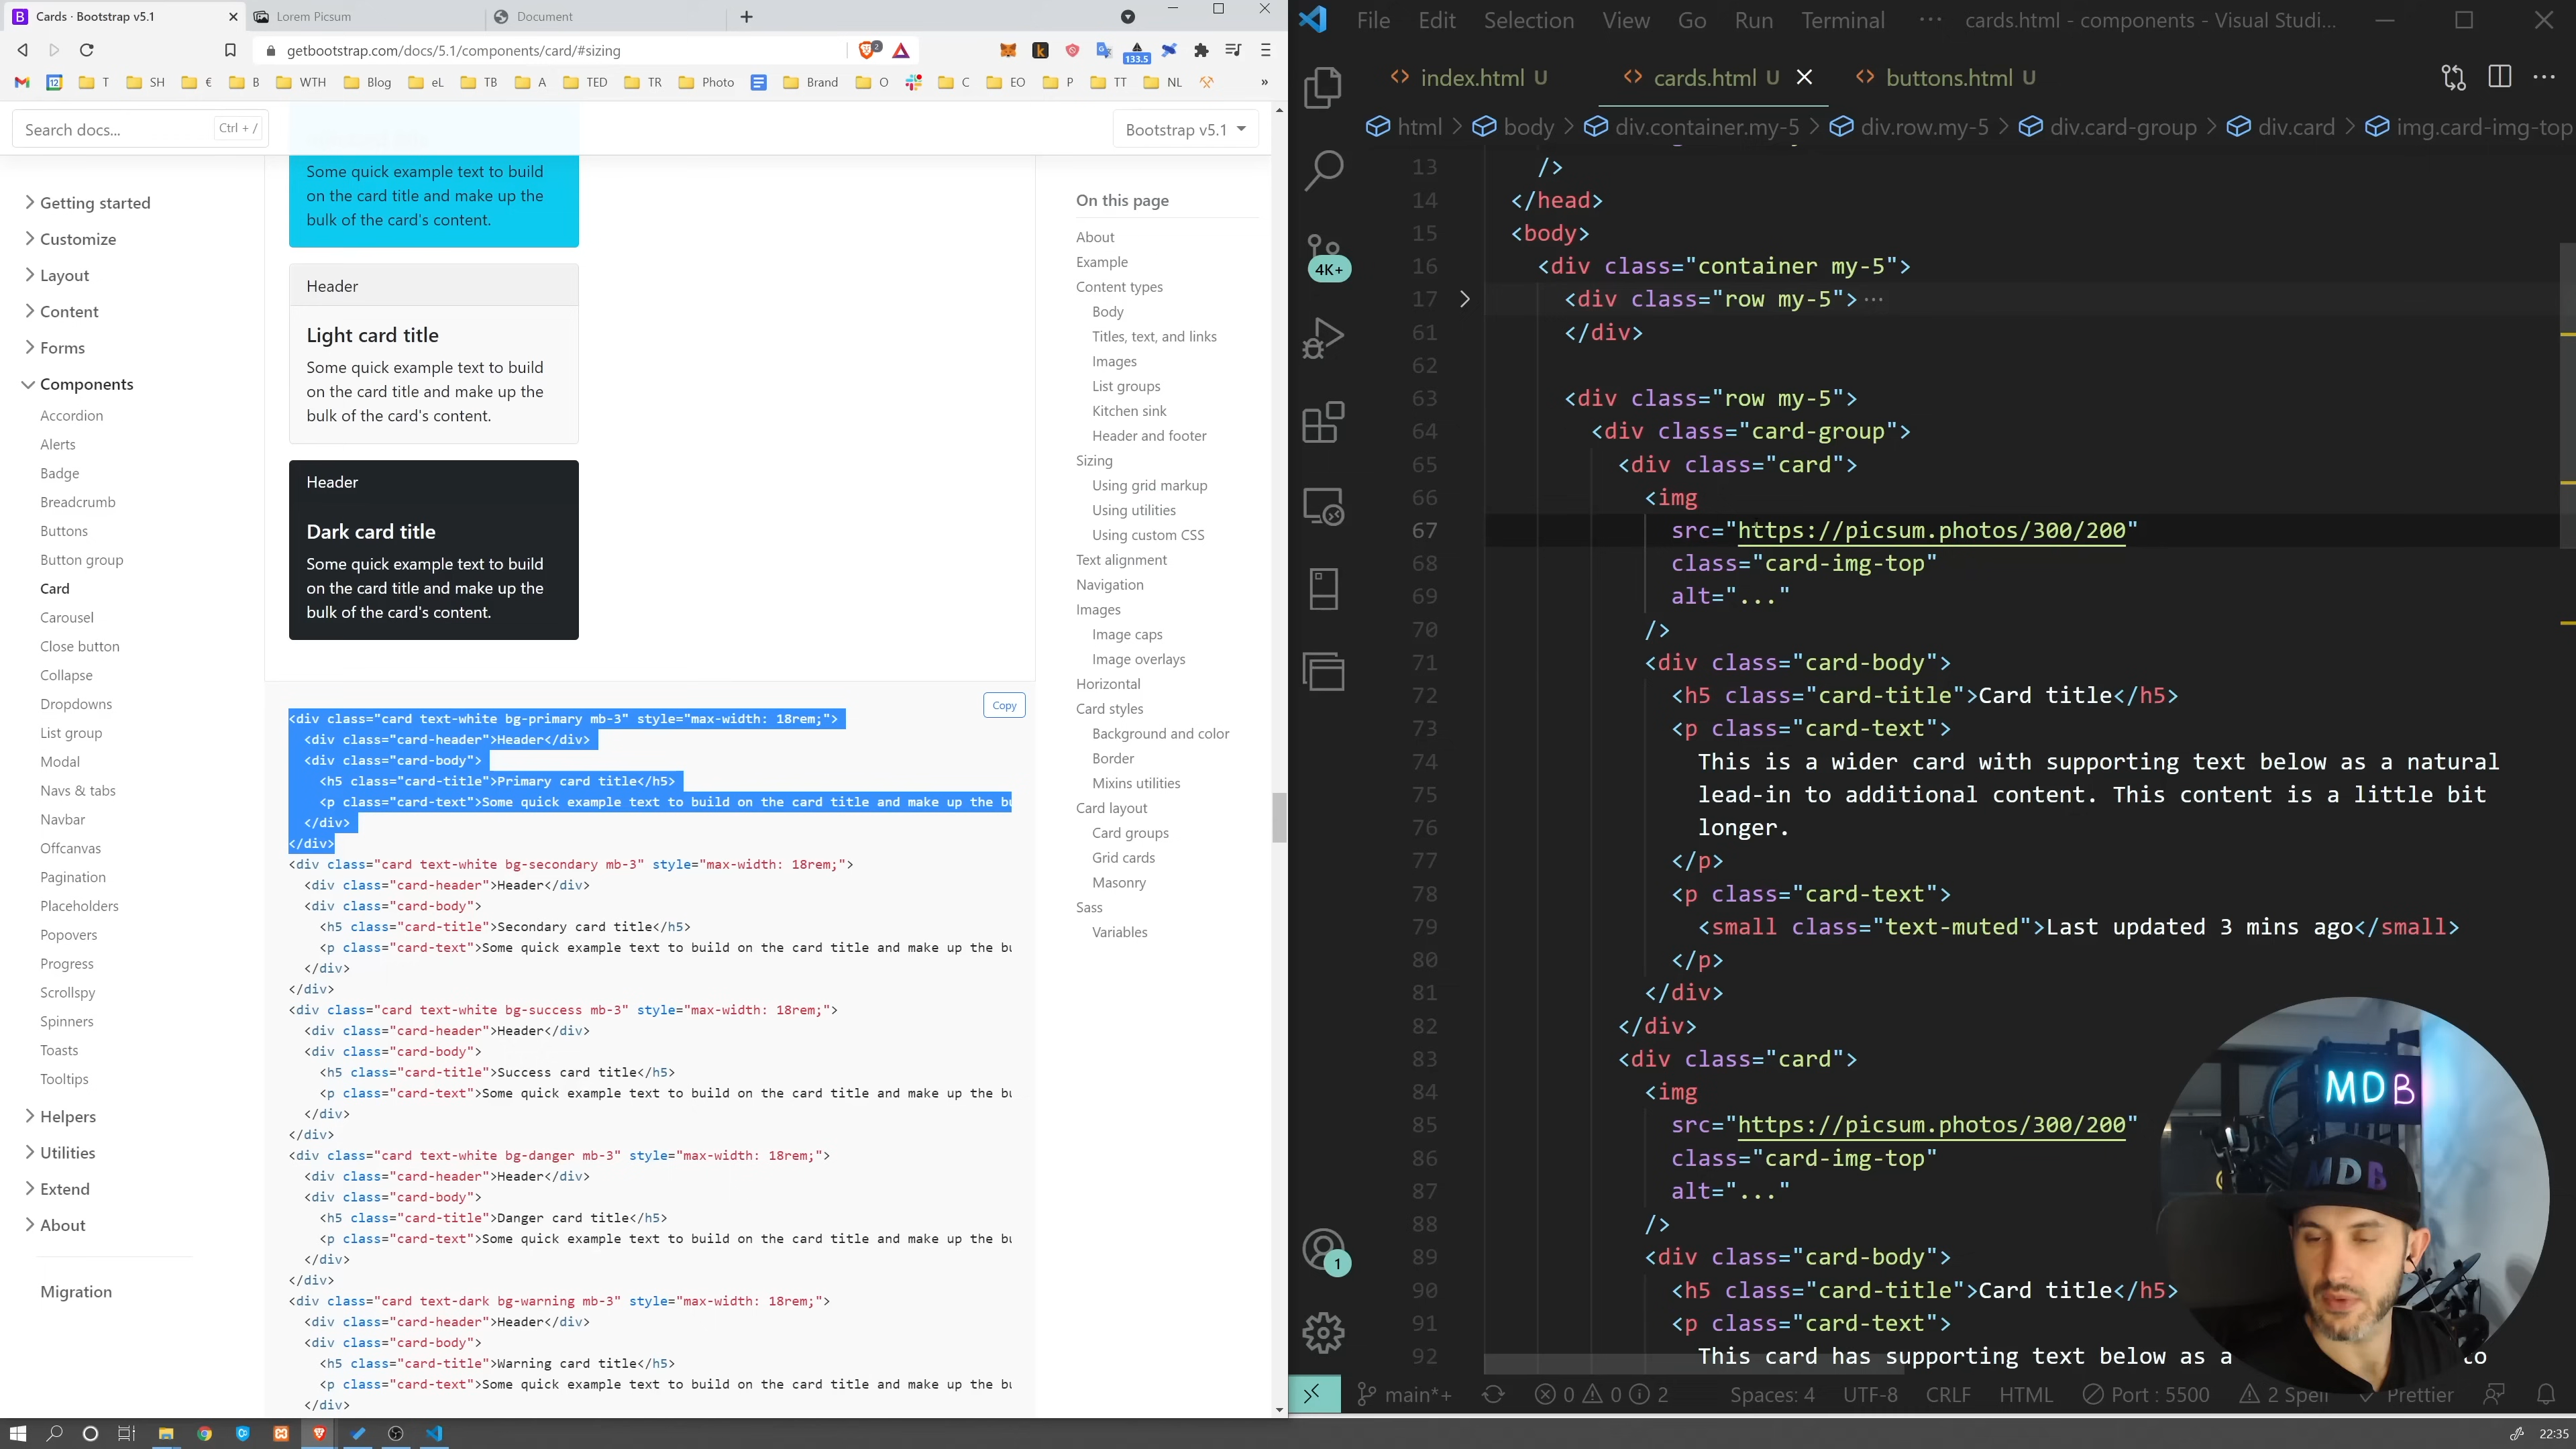 Cards · Bootstrap v5.1
Lorem Picsum
Document
getbootstrap.com/docs/5.1/components/card/#sizing
2
133.5
12
T
SH
€
B
WTH
Blog
eL
TB
A
TED
TR
Photo
Brand
O
C
EO
P
TT
NL
»
Search docs...
Ctrl + /
Bootstrap v5.1
Getting started
Customize
Layout
Content
Forms
Components
Accordion
Alerts
Badge
Breadcrumb
Buttons
Button group
Card
Carousel
Close button
Collapse
Dropdowns
List group
Modal
Navs & tabs
Navbar
Offcanvas
Pagination
Placeholders
Popovers
Progress
Scrollspy
Spinners
Toasts
Tooltips
Helpers
Utilities
Extend
About
Migration
Some quick example text to build
on the card title and make up the
bulk of the card's content.
Header
Light card title
Some quick example text to build
on the card title and make up the
bulk of the card's content.
Header
Dark card title
Some quick example text to build
on the card title and make up the
bulk of the card's content.
Copy
<div class="card text-white bg-primary mb-3" style="max-width: 18rem;">
<div class="card-header">Header</div>
<div class="card-body">
<h5 class="card-title">Primary card title</h5>
<p class="card-text">Some quick example text to build on the card title and make up the bu
</div>
</div>
<div class="card text-white bg-secondary mb-3" style="max-width: 18rem;">
<div class="card-header">Header</div>
<div class="card-body">
<h5 class="card-title">Secondary card title</h5>
<p class="card-text">Some quick example text to build on the card title and make up the bu
</div>
</div>
<div class="card text-white bg-success mb-3" style="max-width: 18rem;">
<div class="card-header">Header</div>
<div class="card-body">
<h5 class="card-title">Success card title</h5>
<p class="card-text">Some quick example text to build on the card title and make up the bu
</div>
</div>
<div class="card text-white bg-danger mb-3" style="max-width: 18rem;">
<div class="card-header">Header</div>
<div class="card-body">
<h5 class="card-title">Danger card title</h5>
<p class="card-text">Some quick example text to build on the card title and make up the bu
</div>
</div>
<div class="card text-dark bg-warning mb-3" style="max-width: 18rem;">
<div class="card-header">Header</div>
<div class="card-body">
<h5 class="card-title">Warning card title</h5>
<p class="card-text">Some quick example text to build on the card title and make up the bu
</div>
On this page
About
Example
Content types
Body
Titles, text, and links
Images
List groups
Kitchen sink
Header and footer
Sizing
Using grid markup
Using utilities
Using custom CSS
Text alignment
Navigation
Images
Image caps
Image overlays
Horizontal
Card styles
Background and color
Border
Mixins utilities
Card layout
Card groups
Grid cards
Masonry
Sass
Variables
File Edit Selection View Go Run Terminal ··· cards.html - components - Visual Studi...
index.html U
cards.html U
buttons.html U
html > body > div.container.my-5 > div.row.my-5 > div.card-group > div.card > img.card-img-top
4K+
1
13 />
14 </head>
15 <body>
16 <div class="container my-5">
17 <div class="row my-5"> ···
61 </div>
62
63 <div class="row my-5">
64 <div class="card-group">
65 <div class="card">
66 <img
67 src="https://picsum.photos/300/200"
68 class="card-img-top"
69 alt="..."
70 />
71 <div class="card-body">
72 <h5 class="card-title">Card title</h5>
73 <p class="card-text">
74 This is a wider card with supporting text below as a natural
75 lead-in to additional content. This content is a little bit
76 longer.
77 </p>
78 <p class="card-text">
79 <small class="text-muted">Last updated 3 mins ago</small>
80 </p>
81 </div>
82 </div>
83 <div class="card">
84 <img
85 src="https://picsum.photos/300/200"
86 class="card-img-top"
87 alt="..."
88 />
89 <div class="card-body">
90 <h5 class="card-title">Card title</h5>
91 <p class="card-text">
92 This card has supporting text below as a to
MDB
MDB
main*+ 0 0 2 Spaces: 4 UTF-8 CRLF HTML Port : 5500 2 Spell Prettier
22:35